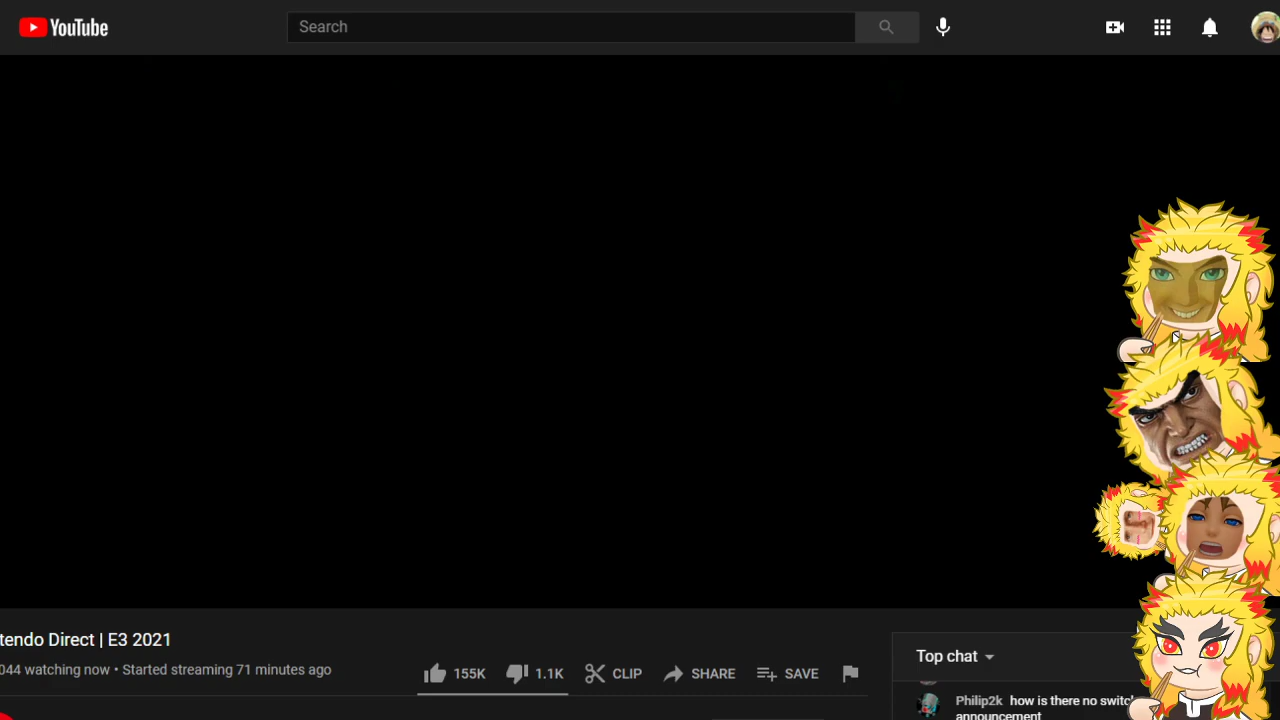 YouTube
Search
tendo Direct | E3 2021
044 watching now • Started streaming 71 minutes ago
155K
1.1K
CLIP
SHARE
SAVE
Top chat
Philip2k how is there no
announcement